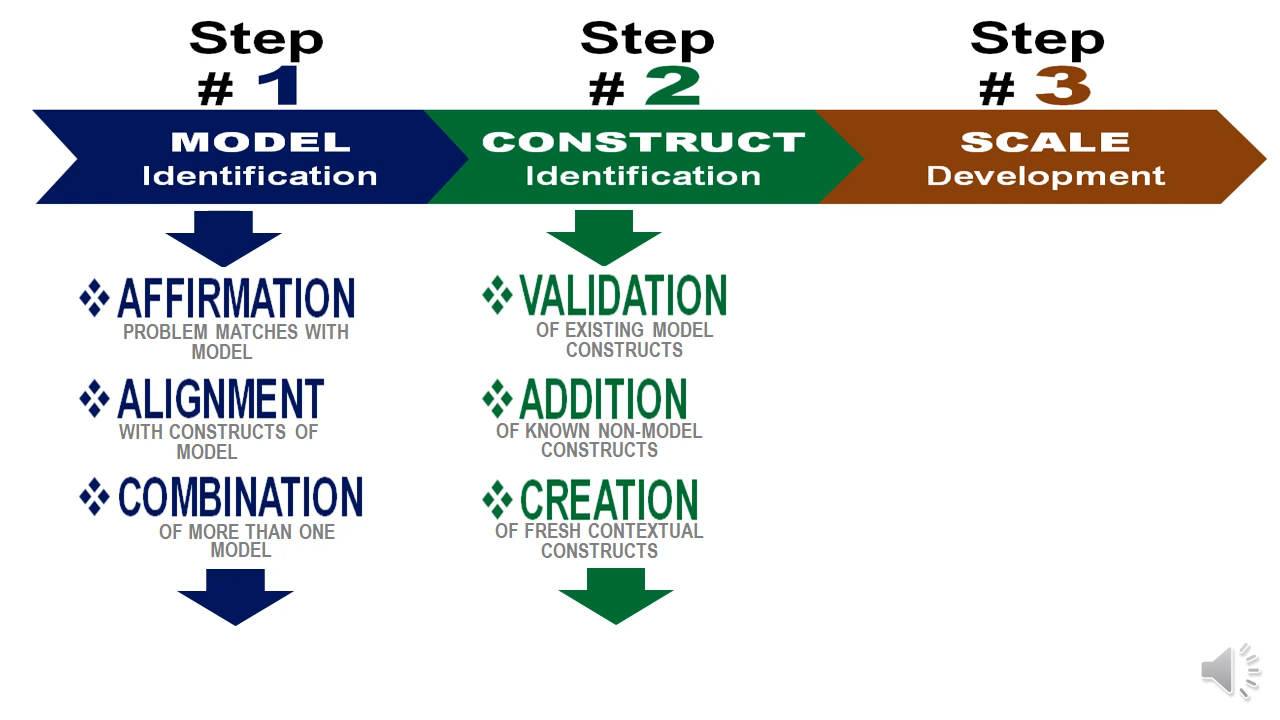 Step
# 1
Step
# 2
Step
# 3
MODEL
Identification
CONSTRUCT
Identification
SCALE
Development
AFFIRMATION
PROBLEM MATCHES WITH
MODEL
ALIGNMENT
WITH CONSTRUCTS OF
MODEL
COMBINATION
OF MORE THAN ONE
MODEL
VALIDATION
OF EXISTING MODEL
CONSTRUCTS
ADDITION
OF KNOWN NON-MODEL
CONSTRUCTS
CREATION
OF FRESH CONTEXTUAL
CONSTRUCTS